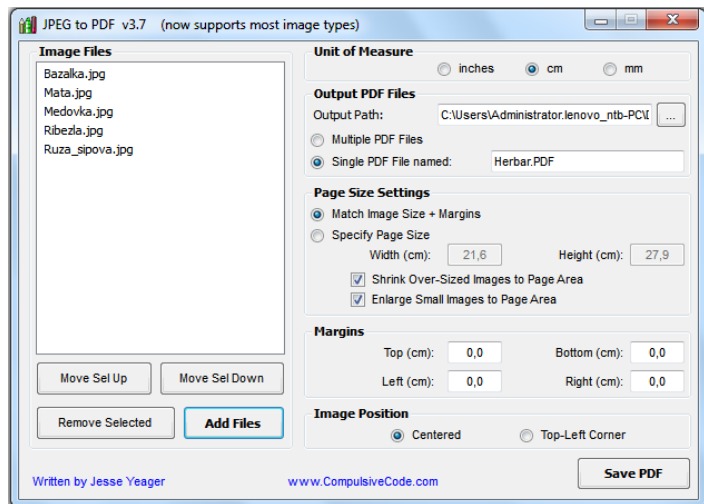 JPEG to PDF v3.7 (now supports most image types)
Image Files
Bazalka.jpg
Mata.jpg
Medovka.jpg
Ribezla.jpg
Ruza_sipova.jpg
Move Sel Up
Move Sel Down
Remove Selected
Add Files
Unit of Measure
inches
cm
mm
Output PDF Files
Output Path: C:\Users\Administrator.lenovo_ntb-PC\ ...
Multiple PDF Files
Single PDF File named: Herbar.PDF
Page Size Settings
Match Image Size + Margins
Specify Page Size
Width (cm): 21,6 Height (cm): 27,9
Shrink Over-Sized Images to Page Area
Enlarge Small Images to Page Area
Margins
Top (cm): 0,0 Bottom (cm): 0,0
Left (cm): 0,0 Right (cm): 0,0
Image Position
Centered Top-Left Corner
Written by Jesse Yeager www.CompulsiveCode.com
Save PDF